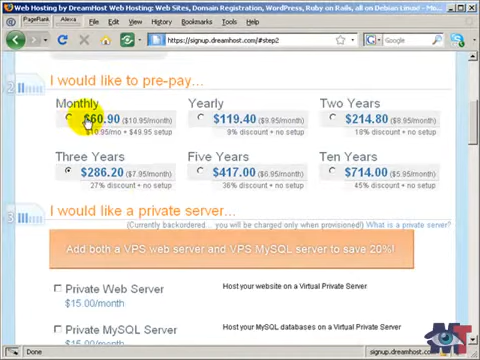 Web Hosting by DreamHost Web Hosting: Web Sites, Domain Registration, WordPress, Ruby on Rails, all on Debian Linux! -
PageRank Alexa File Edit View History Bookmarks Tools Help
https://signup.dreamhost.com/#step2
2 I would like to pre-pay...
Monthly Yearly Two Years
$60.90 ($10.95/month) $119.40 ($9.95/month) $214.80 ($8.95/month)
$10.95/mo + $49.95 setup 9% discount + no setup 18% discount + no setup
Three Years Five Years Ten Years
$286.20 ($7.95/month) $417.00 ($6.95/month) $714.00 ($5.95/month)
27% discount + no setup 36% discount + no setup 45% discount + no setup
3 I would like a private server...
(Currently backordered... you will be charged only when provisioned!) What is a private server?
Add both a VPS web server and VPS MySQL server to save 20%!
Private Web Server Host your website on a Virtual Private Server
$15.00/month
Private MySQL Server Host your MySQL databases on a Virtual Private Server
$15.00/month
Done signup.dreamhost.com